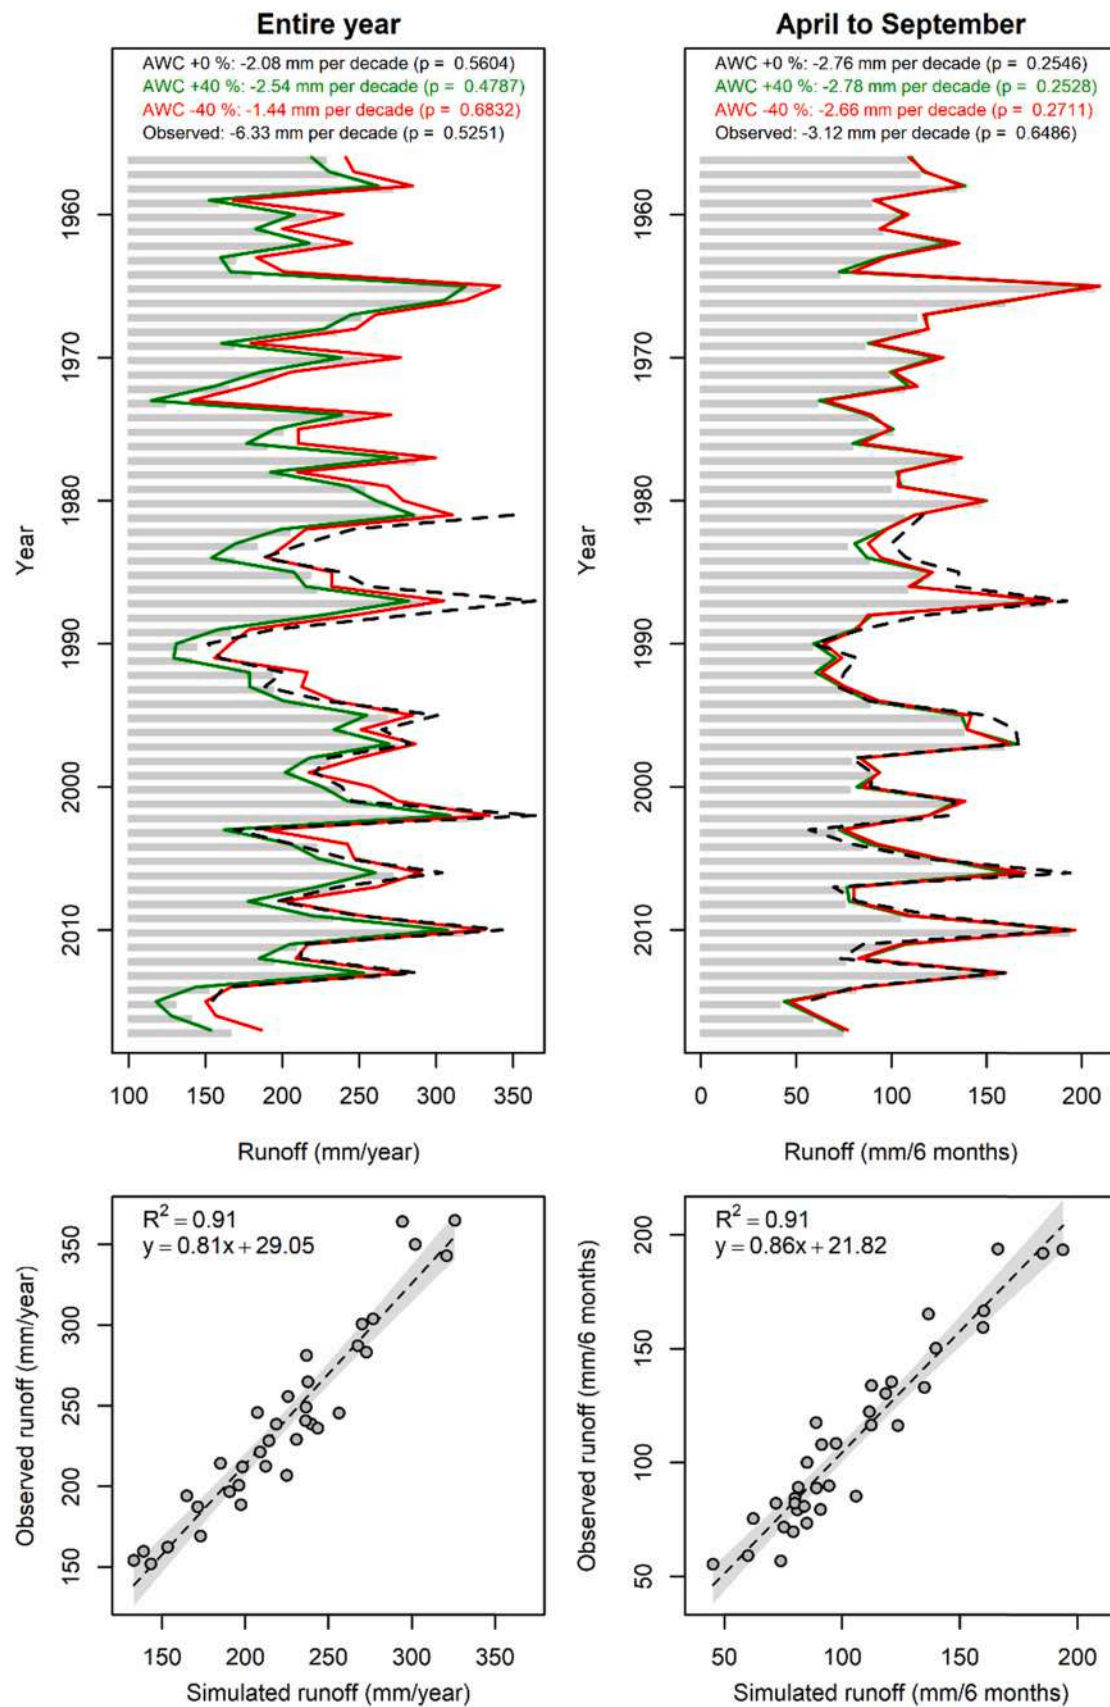 Entire year
AWC +0 %: -2.08 mm per decade (p = 0.5604)
AWC +40 %: -2.54 mm per decade (p = 0.4787)
AWC -40 %: -1.44 mm per decade (p = 0.6832)
Observed: -6.33 mm per decade (p = 0.5251)
Year
1960
1970
1980
1990
2000
2010
100 150 200 250 300 350
Runoff (mm/year)
April to September
AWC +0 %: -2.76 mm per decade (p = 0.2546)
AWC +40 %: -2.78 mm per decade (p = 0.2528)
AWC -40 %: -2.66 mm per decade (p = 0.2711)
Observed: -3.12 mm per decade (p = 0.6486)
Year
1960
1970
1980
1990
2000
2010
0 50 100 150 200
Runoff (mm/6 months)
R² = 0.91
y = 0.81x + 29.05
Observed runoff (mm/year)
350
300
250
200
150
150 200 250 300 350
Simulated runoff (mm/year)
R² = 0.91
y = 0.86x + 21.82
Observed runoff (mm/6 months)
200
150
100
50
50 100 150 200
Simulated runoff (mm/6 months)